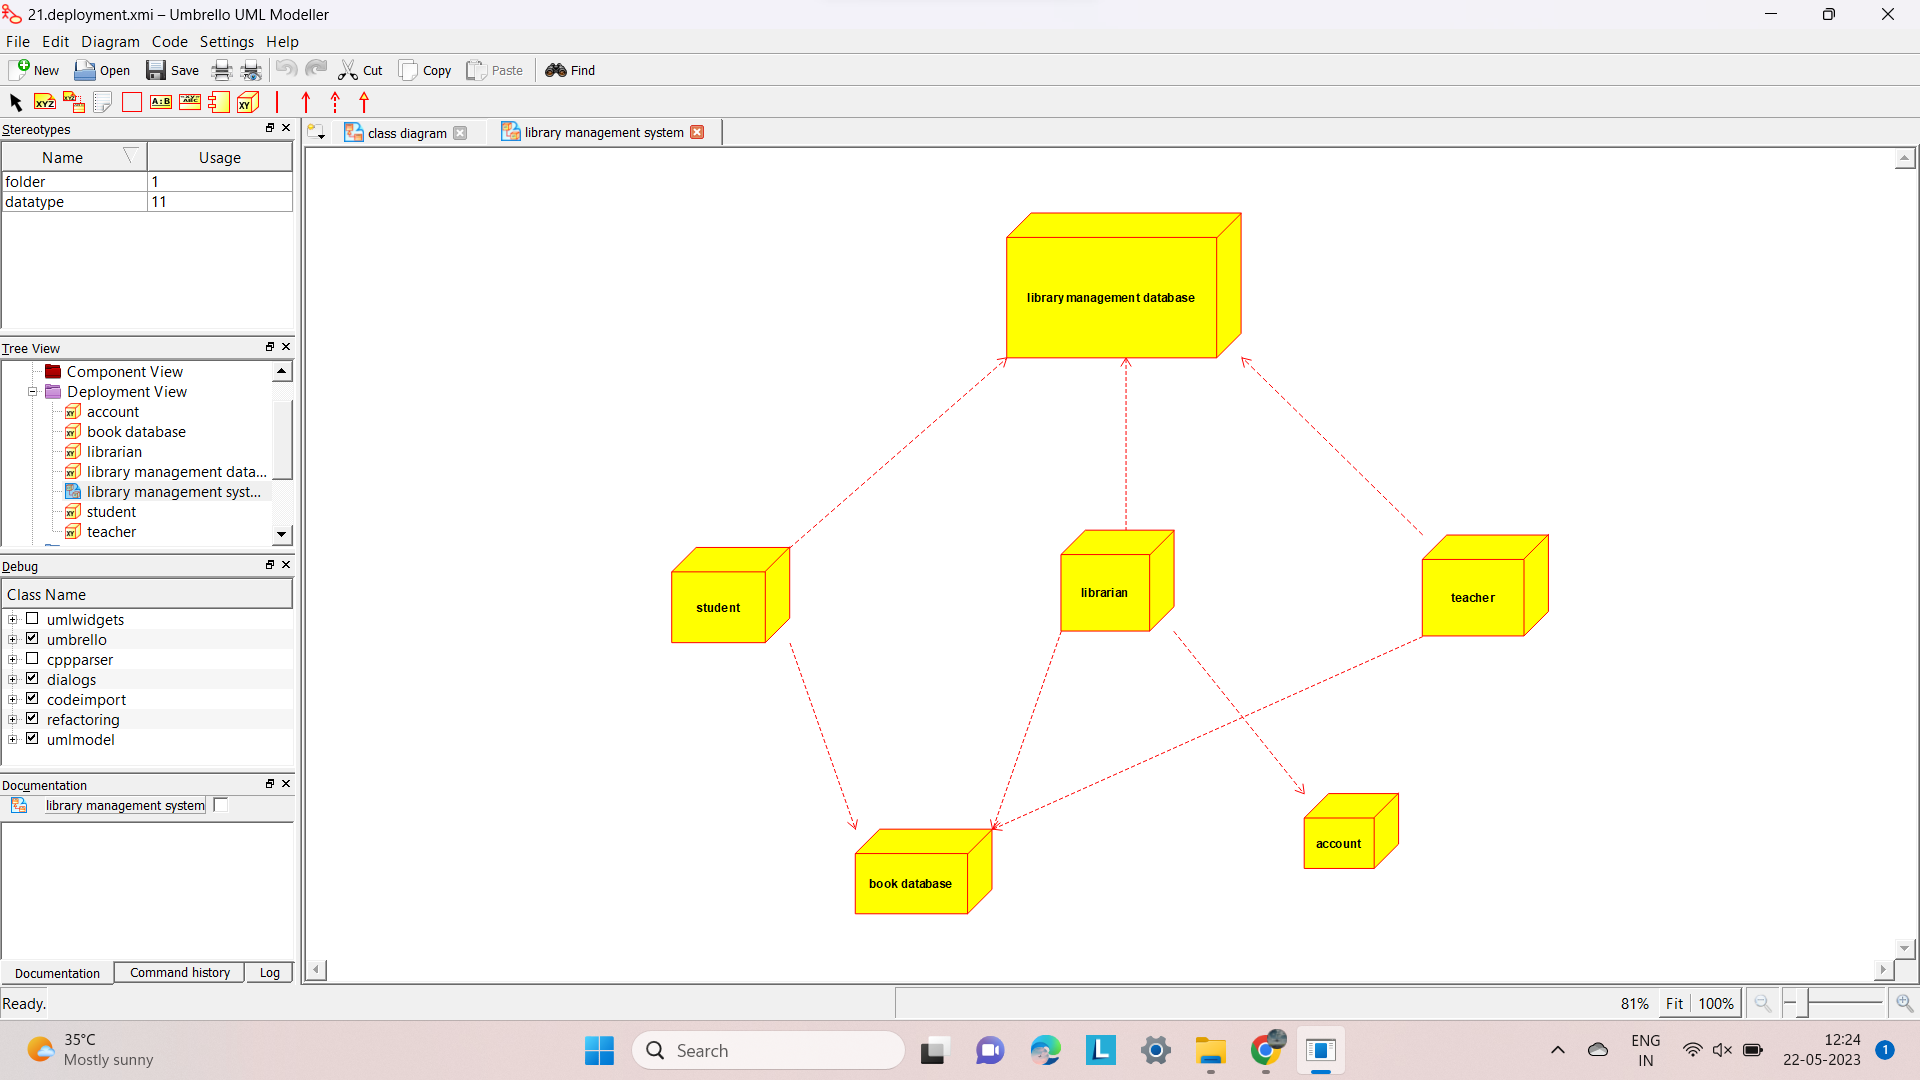 21.deployment.xmi – Umbrello UML Modeller
File Edit Diagram Code Settings Help
New Open Save Cut Copy Paste Find
XYZ A:B ABC XY
Stereotypes
Name Usage
folder 1
datatype 11
Tree View
Component View
Deployment View
account
book database
librarian
library management data...
library management syst...
student
teacher
Debug
Class Name
umlwidgets
umbrello
cppparser
dialogs
codeimport
refactoring
umlmodel
Documentation
library management system
Documentation Command history Log
class diagram library management system
library management database
student
librarian
teacher
book database
account
Ready.
81% Fit 100%
35°C
Mostly sunny
Search
L
ENG
IN
12:24
22-05-2023
1